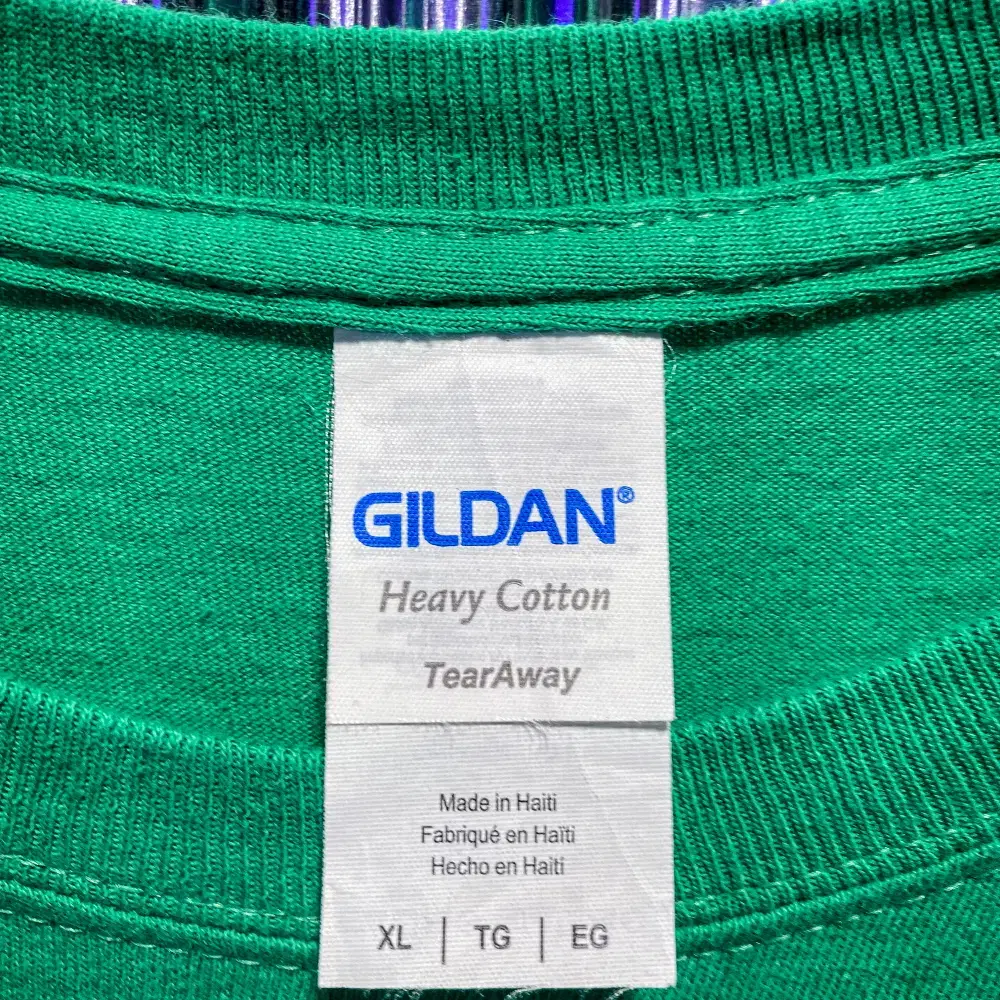 GILDAN®
Heavy Cotton
TearAway
Made in Haiti
Fabriqué en Haïti
Hecho en Haiti
XL | TG | EG